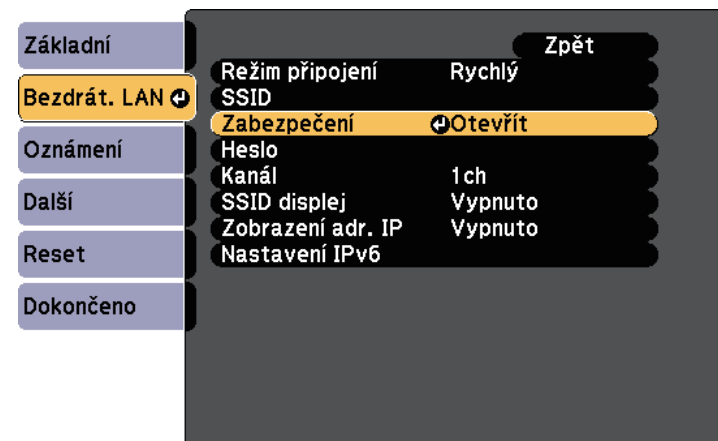 Základní
Bezdrát. LAN
Oznámení
Další
Reset
Dokončeno
Zpět
Režim připojení Rychlý
SSID
Zabezpečení Otevřít
Heslo
Kanál 1ch
SSID displej Vypnuto
Zobrazení adr. IP Vypnuto
Nastavení IPv6